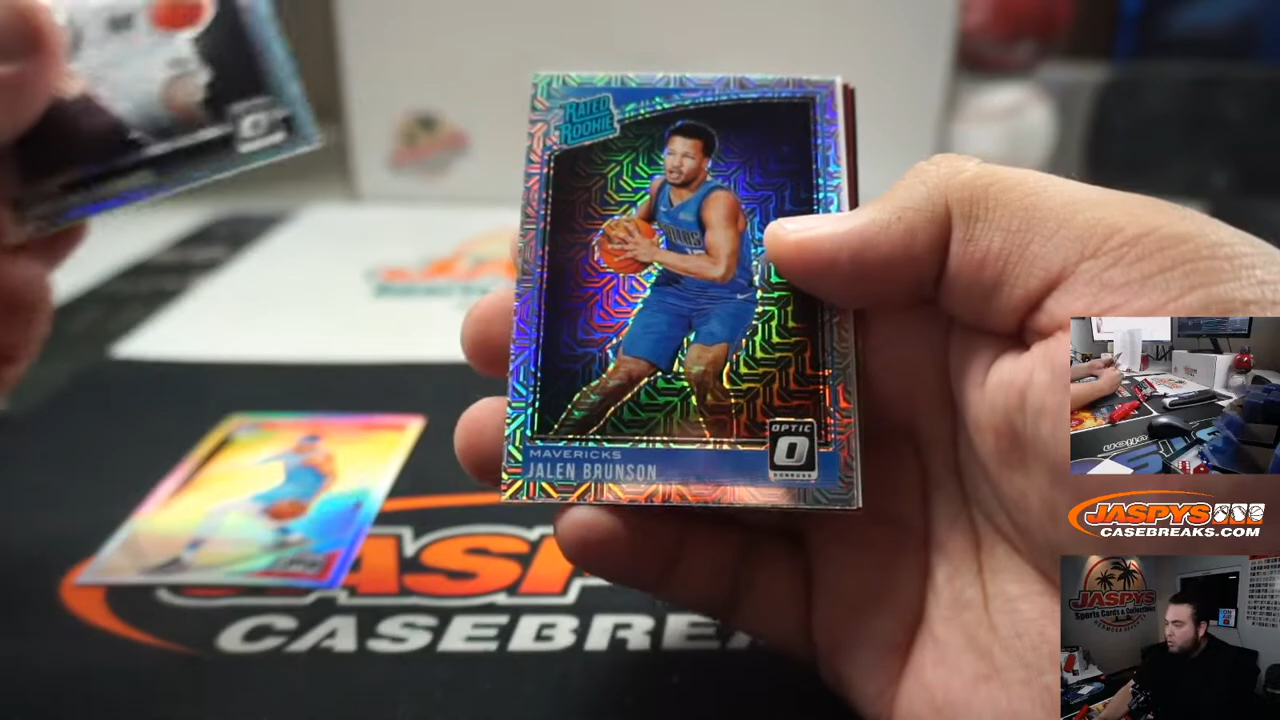 RATED
ROOKIE
OPTIC
O
DONRUSS
MAVERICKS
JALEN BRUNSON
CASEBREA
JASPYS
CASEBREAKS.COM
JASPYS
Sports Cards & Collectibles